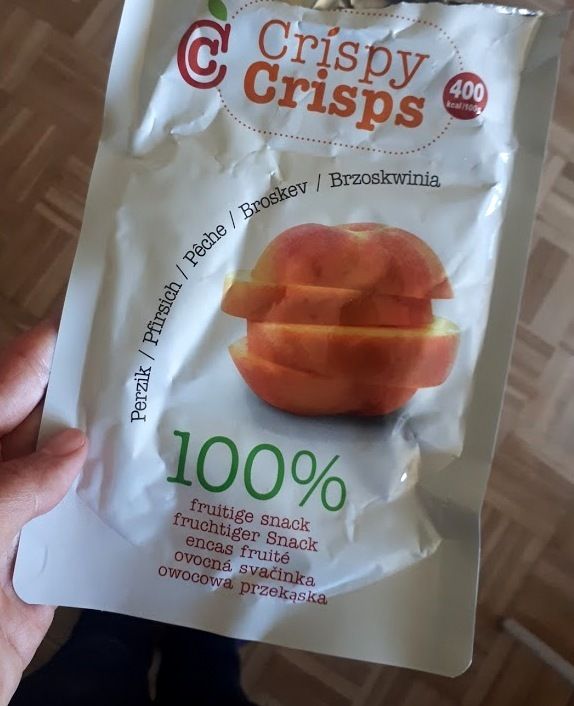 CC
Crispy
Crisps
400
kcal/100g
Perzik / Pfirsich / Pêche / Broskev / Brzoskwinia
100%
fruitige snack
fruchtiger Snack
encas fruité
ovocná svačinka
owocowa przekąska